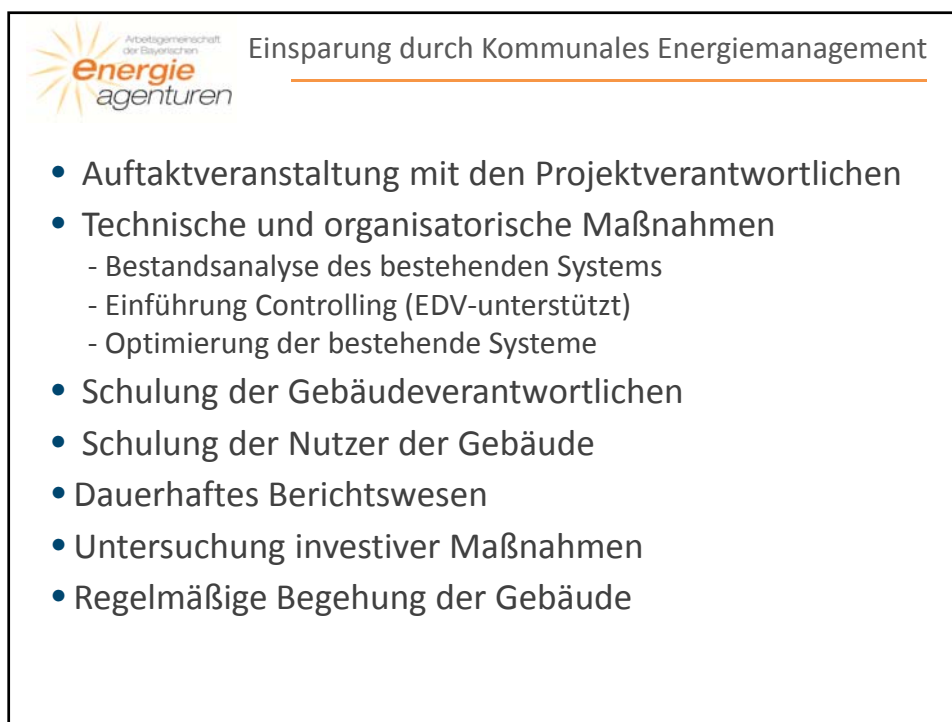 Arbeitsgemeinschaft
der Bayerischen
energie
agenturen
Einsparung durch Kommunales Energiemanagement
• Auftaktveranstaltung mit den Projektverantwortlichen
• Technische und organisatorische Maßnahmen
- Bestandsanalyse des bestehenden Systems
- Einführung Controlling (EDV-unterstützt)
- Optimierung der bestehende Systeme
• Schulung der Gebäudeverantwortlichen
• Schulung der Nutzer der Gebäude
• Dauerhaftes Berichtswesen
• Untersuchung investiver Maßnahmen
• Regelmäßige Begehung der Gebäude